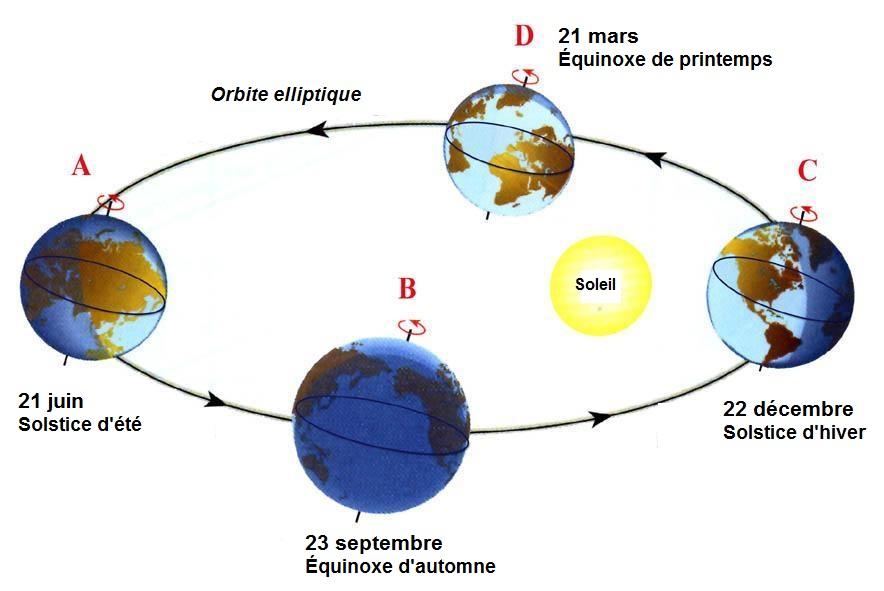 D
21 mars
Équinoxe de printemps
Orbite elliptique
A
C
B
Soleil
21 juin
Solstice d'été
22 décembre
Solstice d'hiver
23 septembre
Équinoxe d'automne